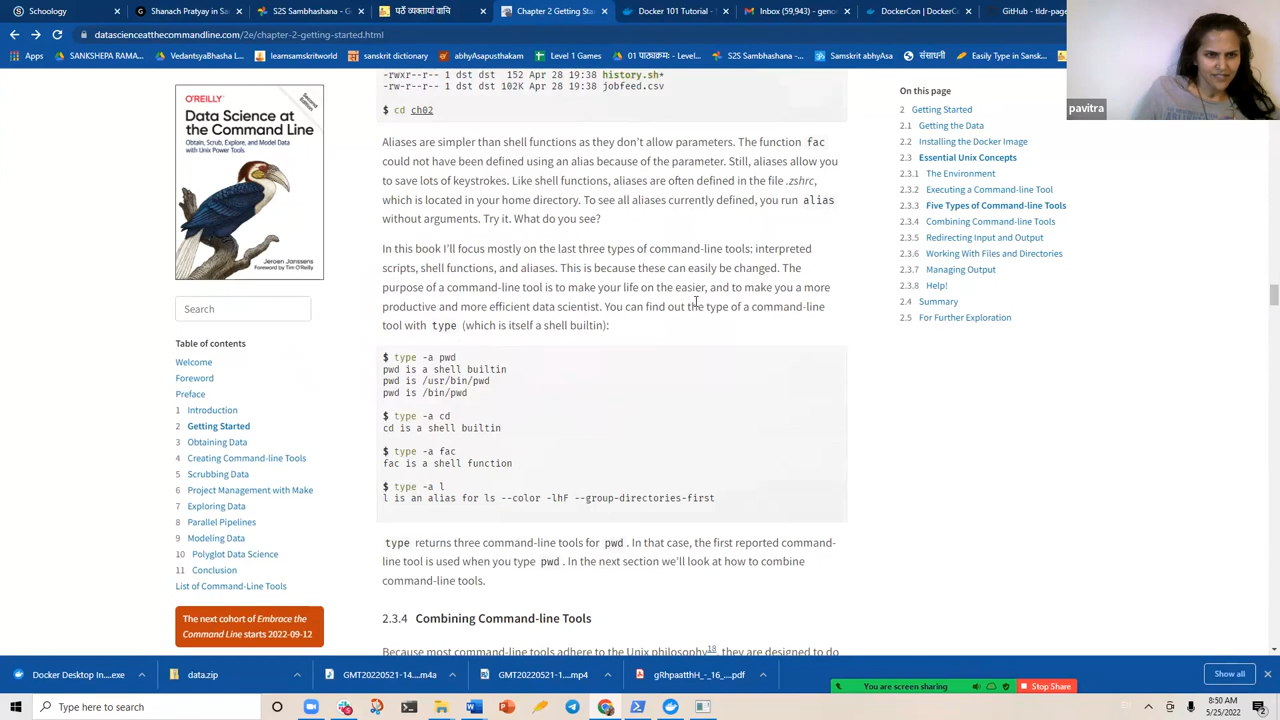 School
Shanach Pratyay in Sans
S2S Sambhashana | G
पठें व्यक्तायां वाचि
Chapter 2 Getting Star
Docker 101 Tutorial -
Inbox (59,943) - genom
DockerCon | DockerCo
GitHub - tldr-page
datascienceatthecommandline.com/2e/chapter-2-getting-started.html
Apps
SANKSHEPA RAMA...
VedantsyaBhasha H...
learnsamskritworld
sanskrit dictionary
abhyAsapusthakam
Level 1 Games
01 पाठ्यक्रम: -Level...
S2S Sambhashana |...
Samskrit abhyAsa
संसाधनी
Easily Type in Sansk...
pavitra
-rwxr--r-- 1 dst dst  152 Apr 28 19:38 history.sh*
-rw-r--r-- 1 dst dst 102K Apr 28 19:38 jobfeed.csv
$ cd ch02
Aliases are simpler than shell functions as they don't allow parameters. The function fac
could not have been defined using an alias because of the parameter. Still, aliases allow you
to save lots of keystrokes. Like shell functions, aliases are often defined in the file .zshrc,
which is located in your home directory. To see all aliases currently defined, you run alias
without arguments. Try it. What do you see?
In this book I'll focus mostly on the last three types of command-line tools: interpreted
scripts, shell functions, and aliases. This is because these can easily be changed. The
purpose of a command-line tool is to make your life on the easier, and to make you a more
productive and more efficient data scientist. You can find out the type of a command-line
tool with type (which is itself a shell builtin):
$ type -a pwd
pwd is a shell builtin
pwd is /usr/bin/pwd
pwd is /bin/pwd
$ type -a cd
cd is a shell builtin
$ type -a fac
fac is a shell function
$ type -a l
l is an alias for ls --color -lhF --group-directories-first
type returns three command-line tools for pwd. In that case, the first reported command-
line tool is used when you type pwd. In the next section we'll look at how to combine
command-line tools.
2.3.4 Combining Command-line Tools
Because most command-line tools adhere to the Unix philosophy18, they are designed to do
O'REILLY
Second Edition
Data Science at
the Command Line
Obtain, Scrub, Explore, and Model Data
with Unix Power Tools
Jeroen Janssens
Foreword by Tim O'Reilly
Search
Table of contents
Welcome
Foreword
Preface
1 Introduction
2 Getting Started
3 Obtaining Data
4 Creating Command-line Tools
5 Scrubbing Data
6 Project Management with Make
7 Exploring Data
8 Parallel Pipelines
9 Modeling Data
10 Polyglot Data Science
11 Conclusion
List of Command-Line Tools
The next cohort of Embrace the
Command Line starts 2022-09-12
On this page
2 Getting Started
2.1 Getting the Data
2.2 Installing the Docker Image
2.3 Essential Unix Concepts
2.3.1 The Environment
2.3.2 Executing a Command-line Tool
2.3.3 Five Types of Command-line Tools
2.3.4 Combining Command-line Tools
2.3.5 Redirecting Input and Output
2.3.6 Working With Files and Directories
2.3.7 Managing Output
2.3.8 Help!
2.4 Summary
2.5 For Further Exploration
Docker Desktop In....exe
data.zip
GMT20220521-14....m4a
GMT20220521-1....mp4
gRhpaatthH_-_16_....pdf
Show all
You are screen sharing
Stop Share
Type here to search
8:50 AM
5/25/2022